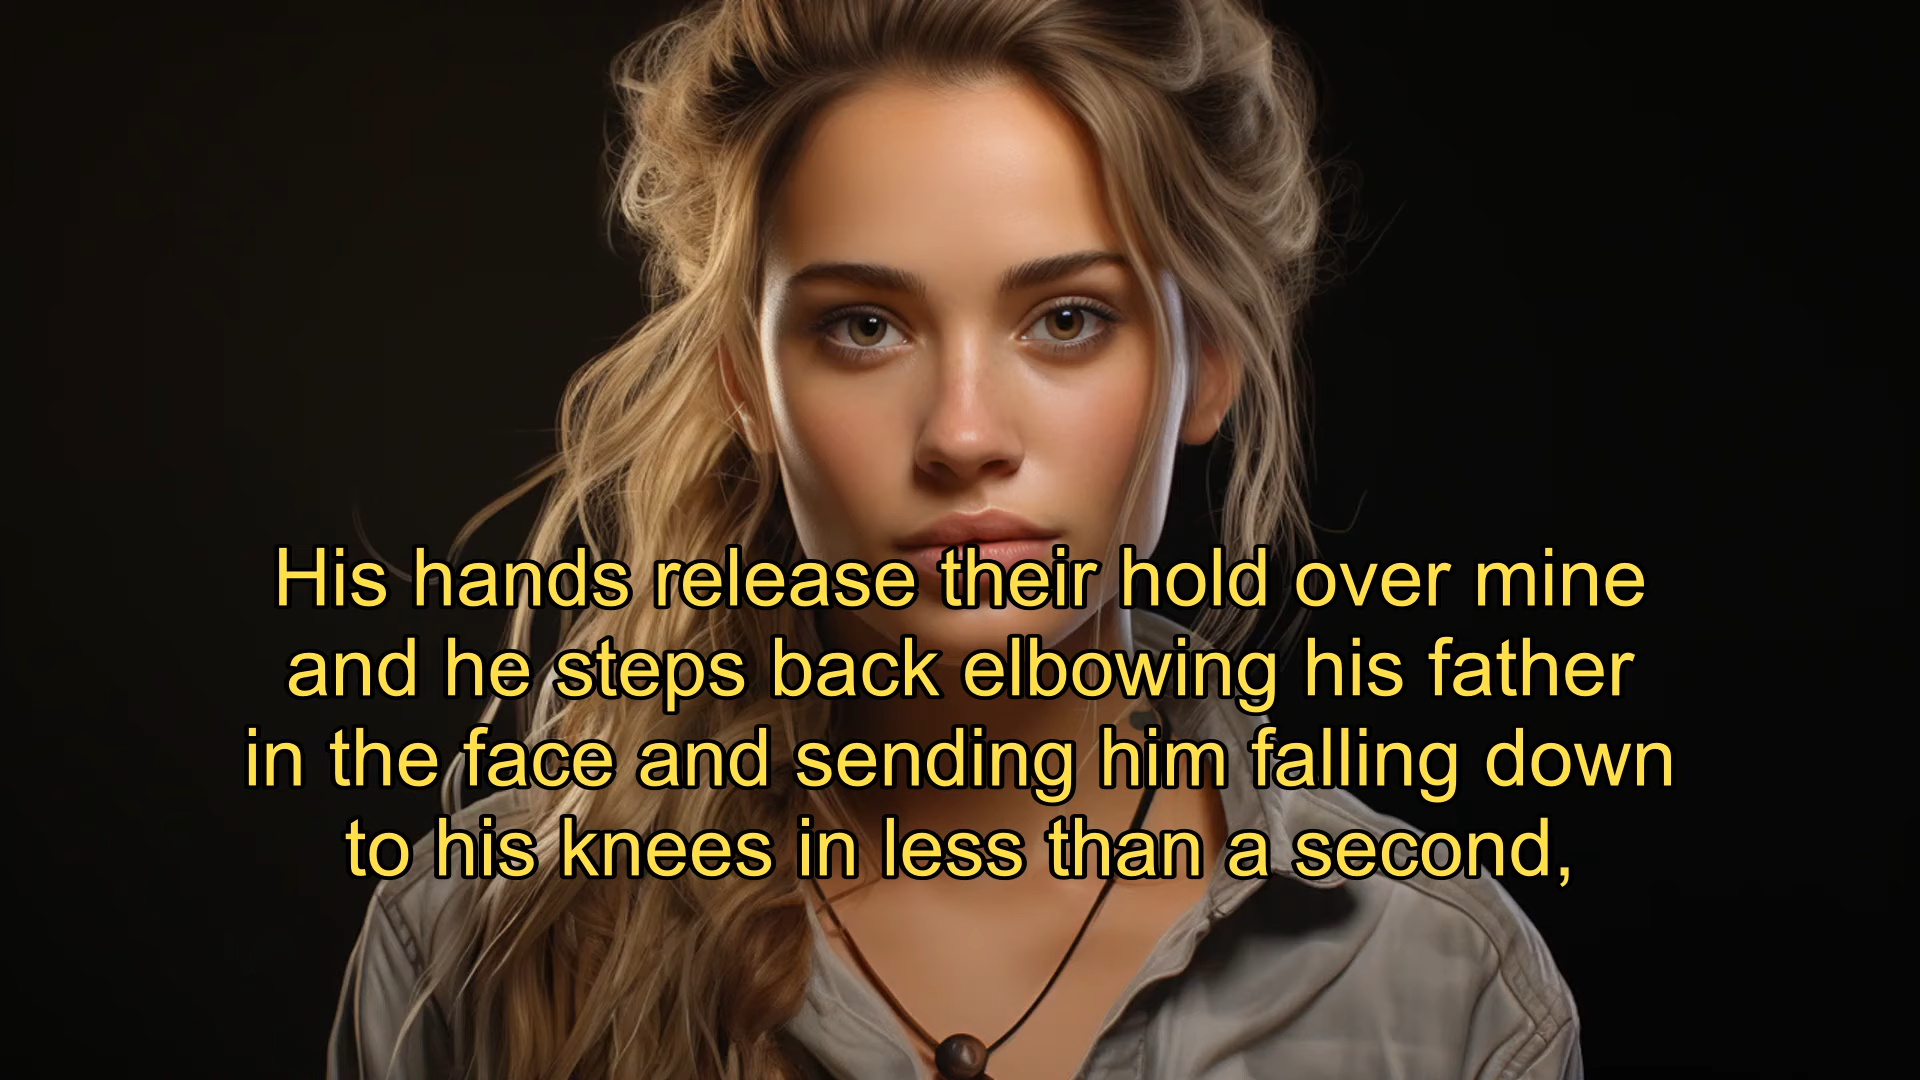 His hands release their hold over mine
and he steps back elbowing his father
in the face and sending him falling down
to his knees in less than a second,